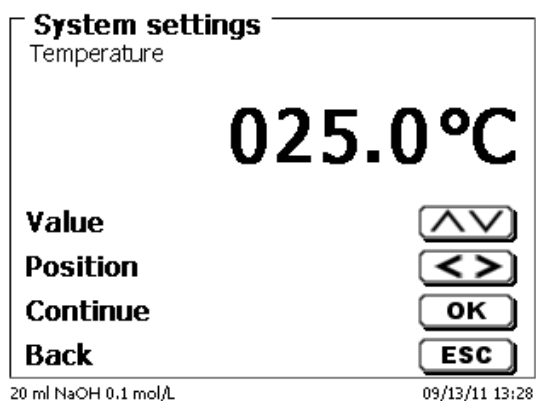 System settings
Temperature
025.0°C
Value ∧∨
Position < >
Continue OK
Back ESC
20 ml NaOH 0.1 mol/L 09/13/11 13:28